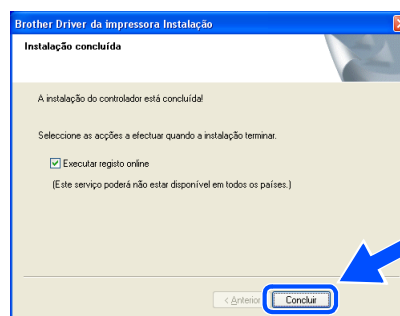 Brother Driver da impressora Instalação
Instalação concluída
A instalação do controlador está concluída!
Seleccione as acções a efectuar quando a instalação terminar.
Executar registo online
(Este serviço poderá não estar disponível em todos os países.)
< Anterior
Concluir